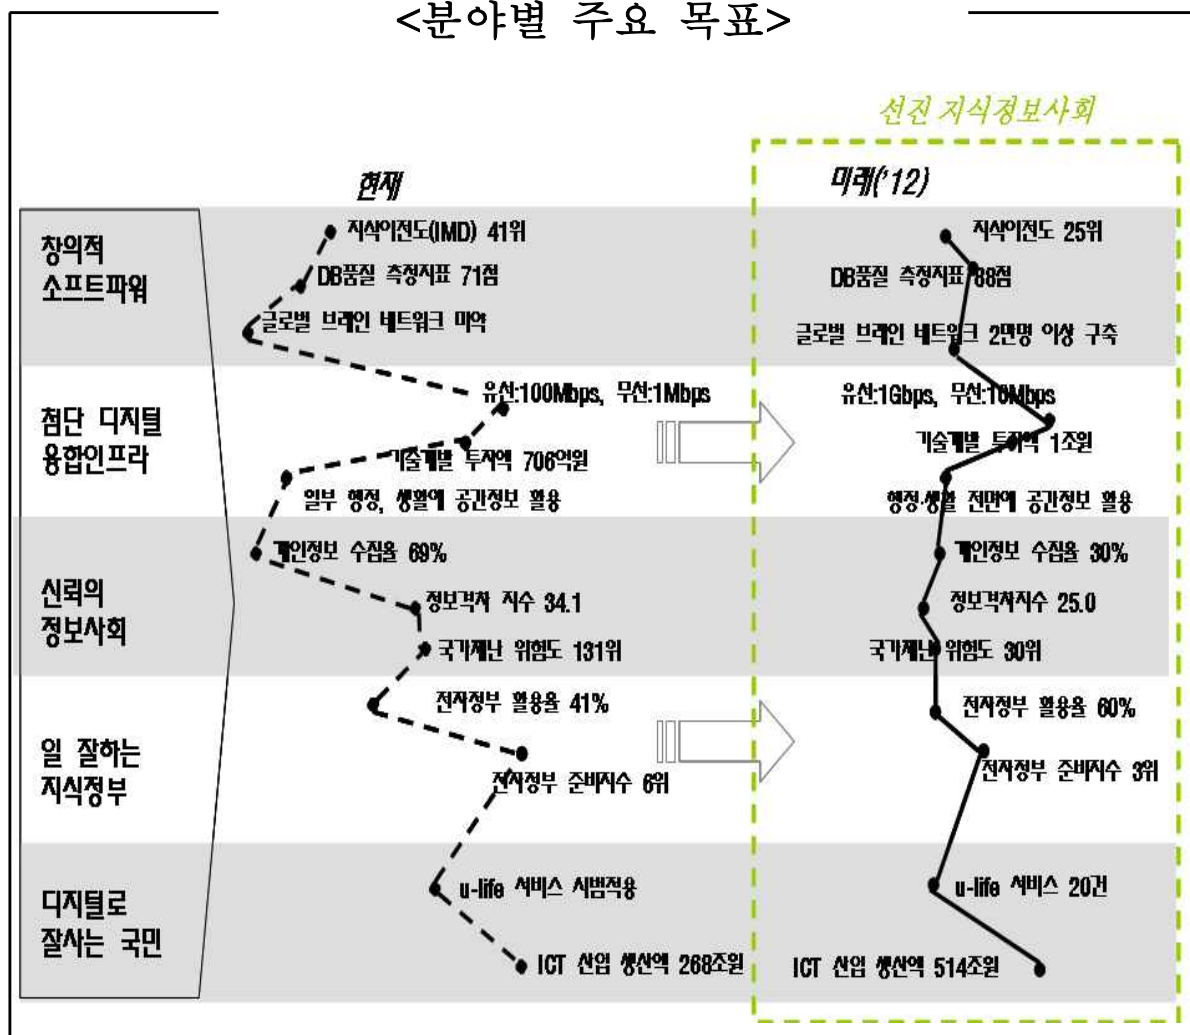 <분야별 주요 목표>
선진 지식정보사회
현재
미래('12)
창의적
소프트파워
지식이전도(IMD) 41위
DB품질 측정지표 71점
글로벌 브레인 네트워크 미약
지식이전도 25위
DB품질 측정지표 88점
글로벌 브레인 네트워크 2만명 이상 구축
첨단 디지털
융합인프라
유선:100Mbps, 무선:1Mbps
기술개발 투자액 706억원
일부 행정, 생활에 공간정보 활용
유선:1Gbps, 무선:10Mbps
기술개발 투자액 1조원
행정·생활 전면에 공간정보 활용
신뢰의
정보사회
개인정보 수집율 69%
정보격차 지수 34.1
국가재난 위험도 131위
개인정보 수집율 30%
정보격차지수 25.0
국가재난 위험도 30위
일 잘하는
지식정부
전자정부 활용율 41%
전자정부 준비지수 6위
전자정부 활용율 60%
전자정부 준비지수 3위
디지털로
잘사는 국민
u-life 서비스 시범적용
ICT 산업 생산액 268조원
u-life 서비스 20건
ICT 산업 생산액 514조원